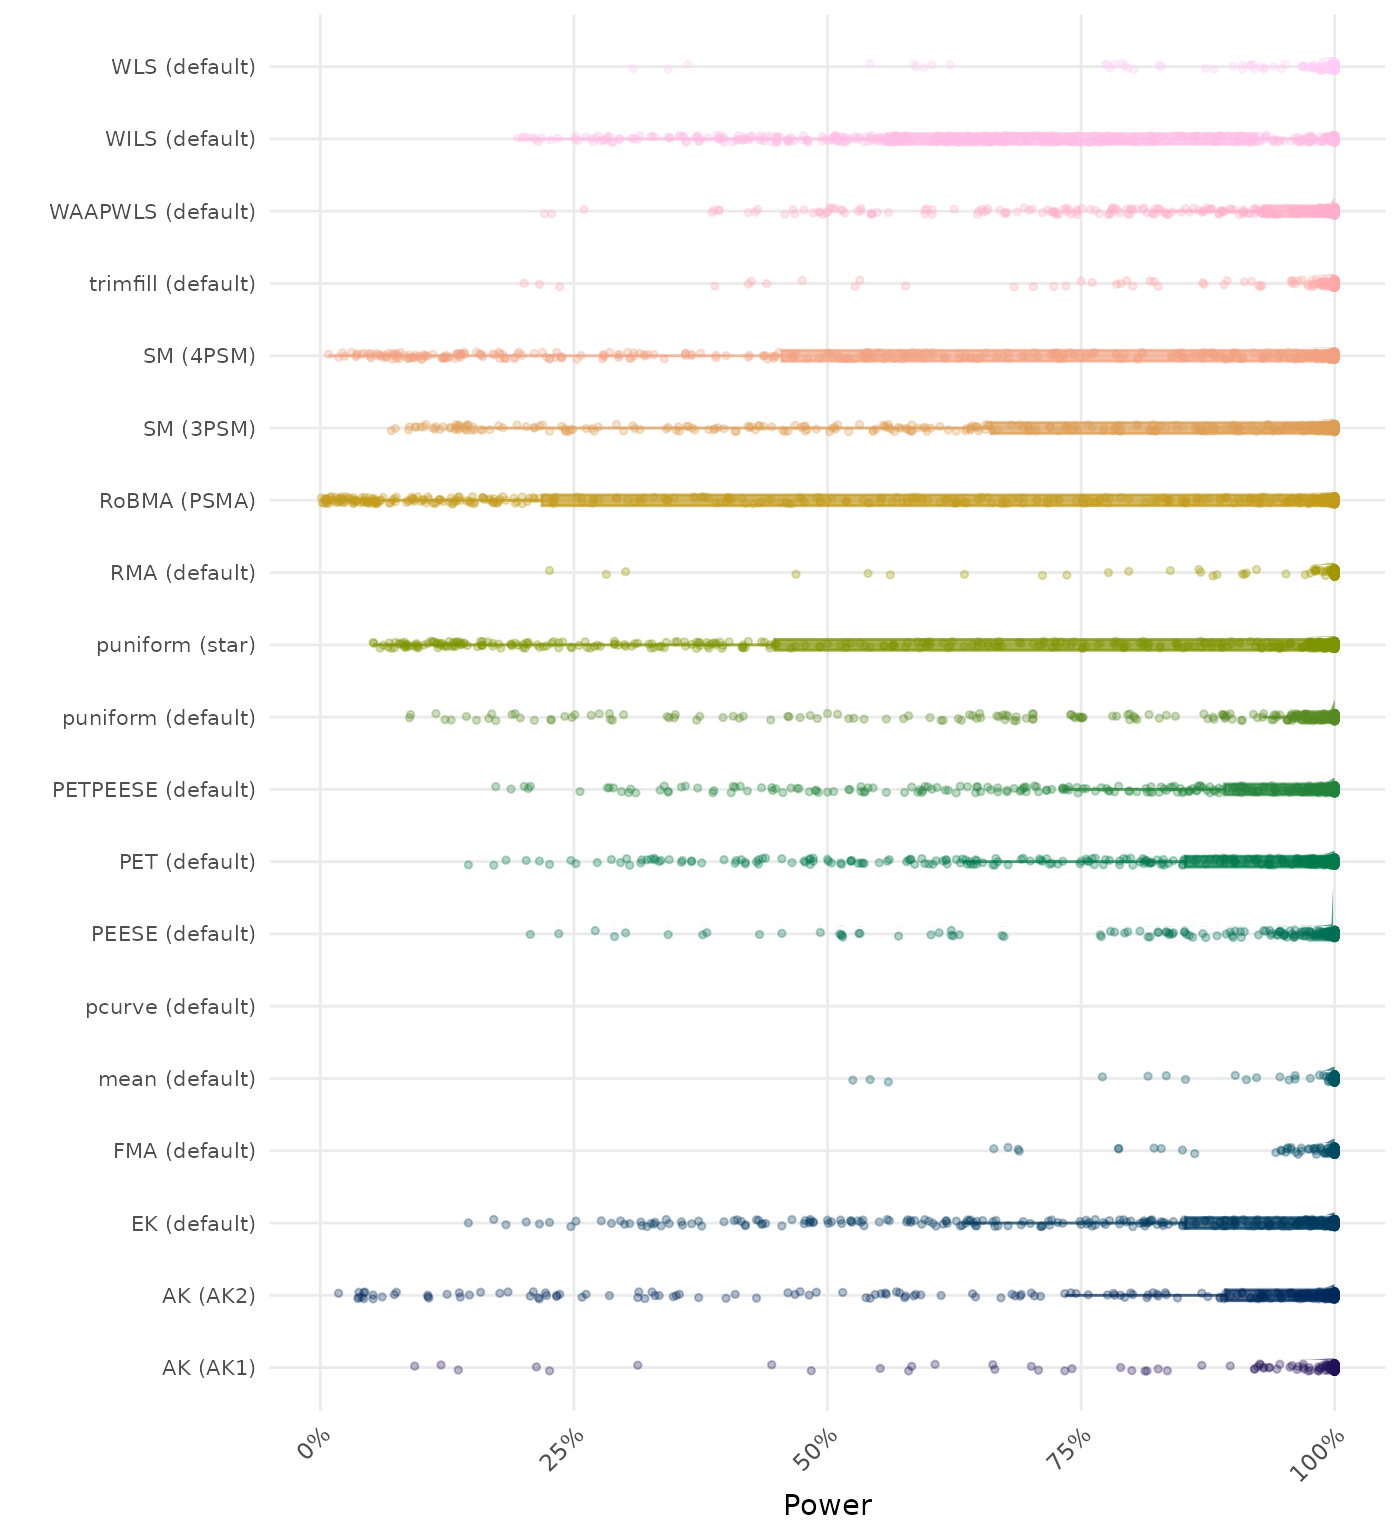 WLS (default)
WILS (default)
WAAPWLS (default)
trimfill (default)
SM (4PSM)
SM (3PSM)
RoBMA (PSMA)
RMA (default)
puniform (star)
puniform (default)
PETPEESE (default)
PET (default)
PEESE (default)
pcurve (default)
mean (default)
FMA (default)
EK (default)
AK (AK2)
AK (AK1)
0% 25% 50% 75% 100%
Power